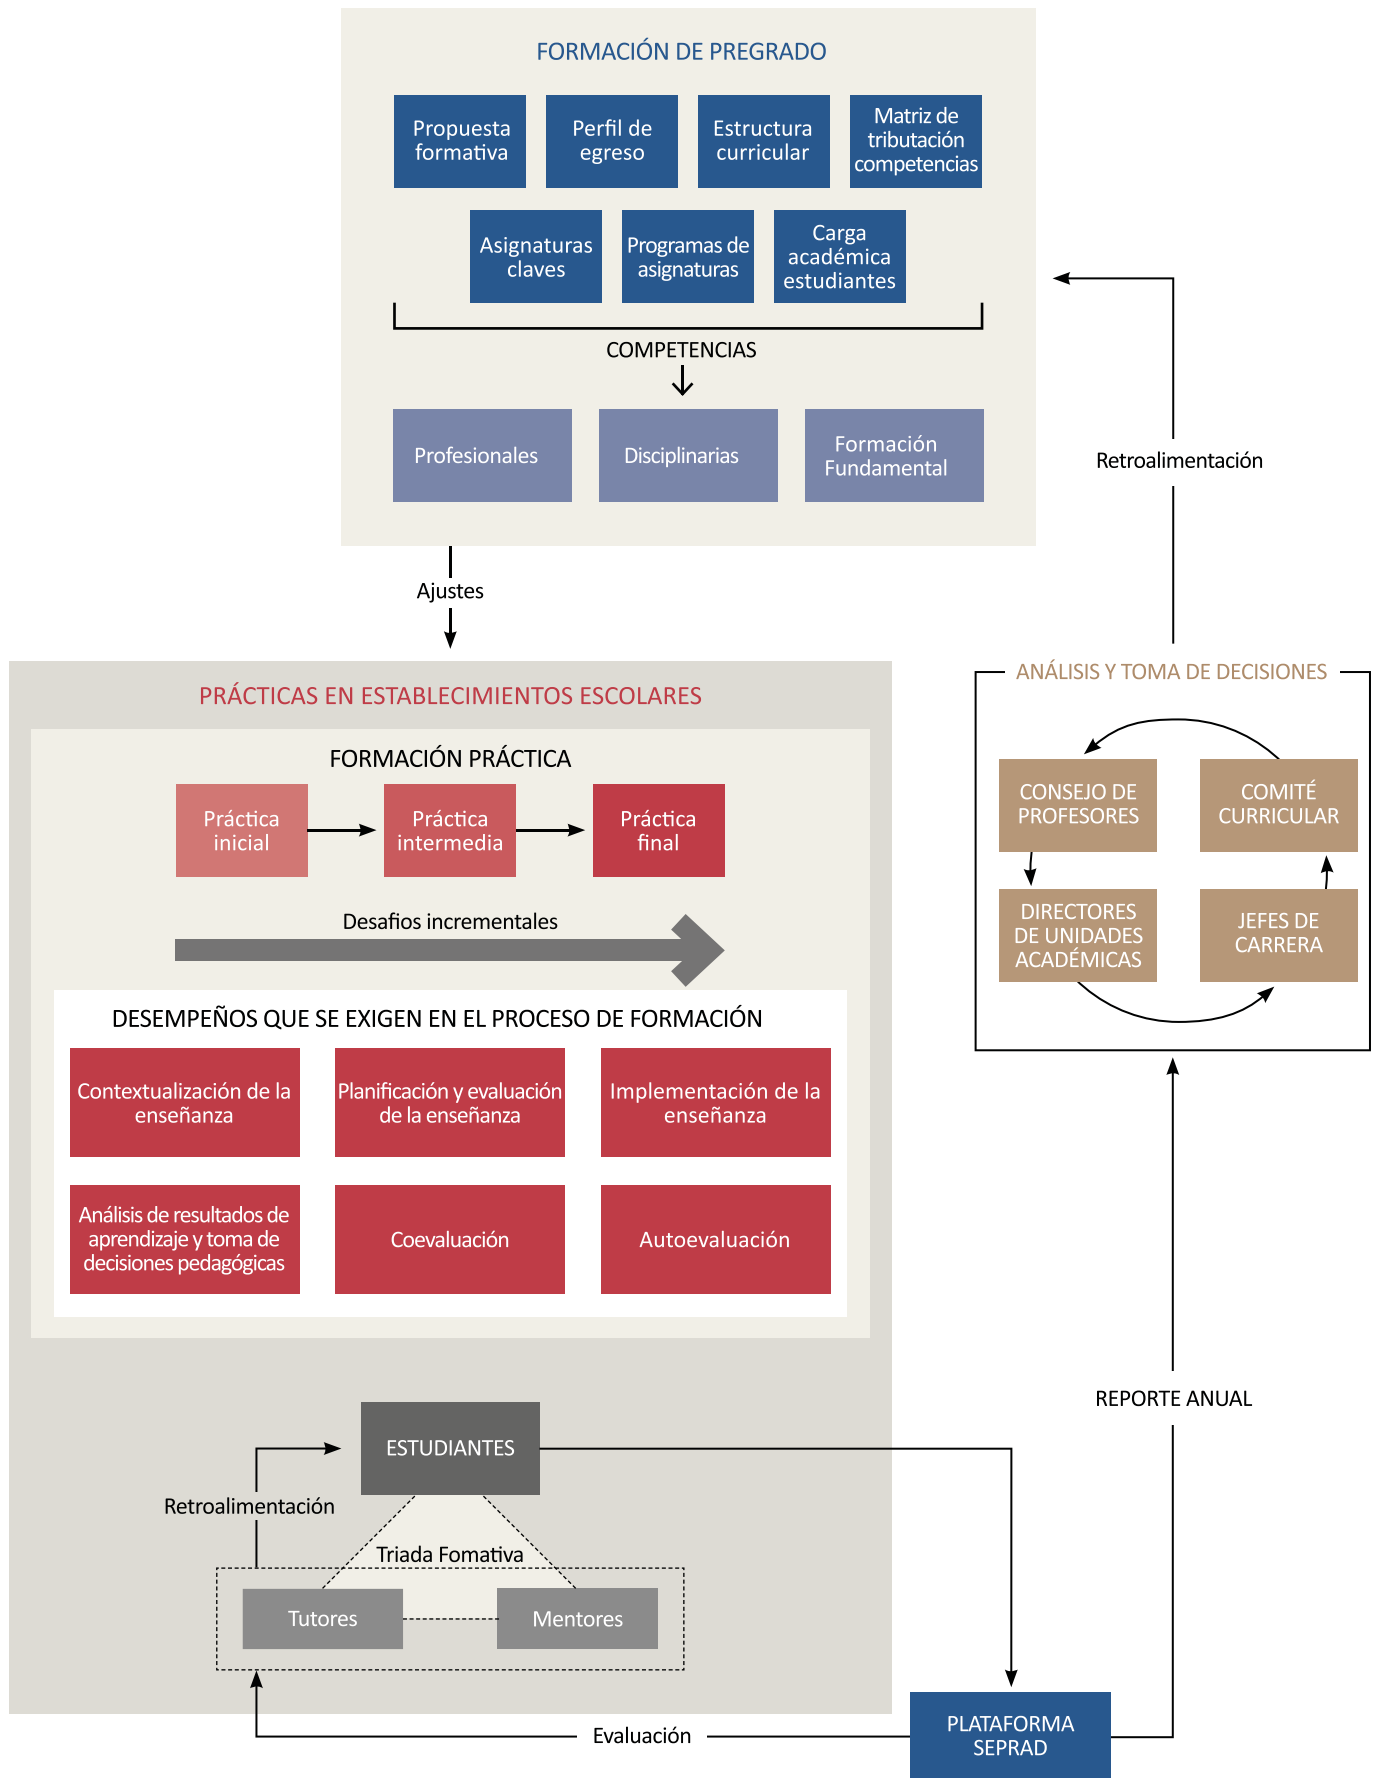 FORMACIÓN DE PREGRADO
Propuesta
formativa
Perfil de
egreso
Estructura
curricular
Matriz de
tributación
competencias
Asignaturas
claves
Programas de
asignaturas
Carga
académica
estudiantes
COMPETENCIAS
Profesionales
Disciplinarias
Formación
Fundamental
Retroalimentación
Ajustes
PRÁCTICAS EN ESTABLECIMIENTOS ESCOLARES
FORMACIÓN PRÁCTICA
Práctica
inicial
Práctica
intermedia
Práctica
final
Desafios incrementales
DESEMPEÑOS QUE SE EXIGEN EN EL PROCESO DE FORMACIÓN
Contextualización de la
enseñanza
Planificación y evaluación
de la enseñanza
Implementación de la
enseñanza
Análisis de resultados de
aprendizaje y toma de
decisiones pedagógicas
Coevaluación
Autoevaluación
ANÁLISIS Y TOMA DE DECISIONES
CONSEJO DE
PROFESORES
COMITÉ
CURRICULAR
DIRECTORES
DE UNIDADES
ACADÉMICAS
JEFES DE
CARRERA
REPORTE ANUAL
ESTUDIANTES
Retroalimentación
Triada Fomativa
Tutores
Mentores
Evaluación
PLATAFORMA
SEPRAD